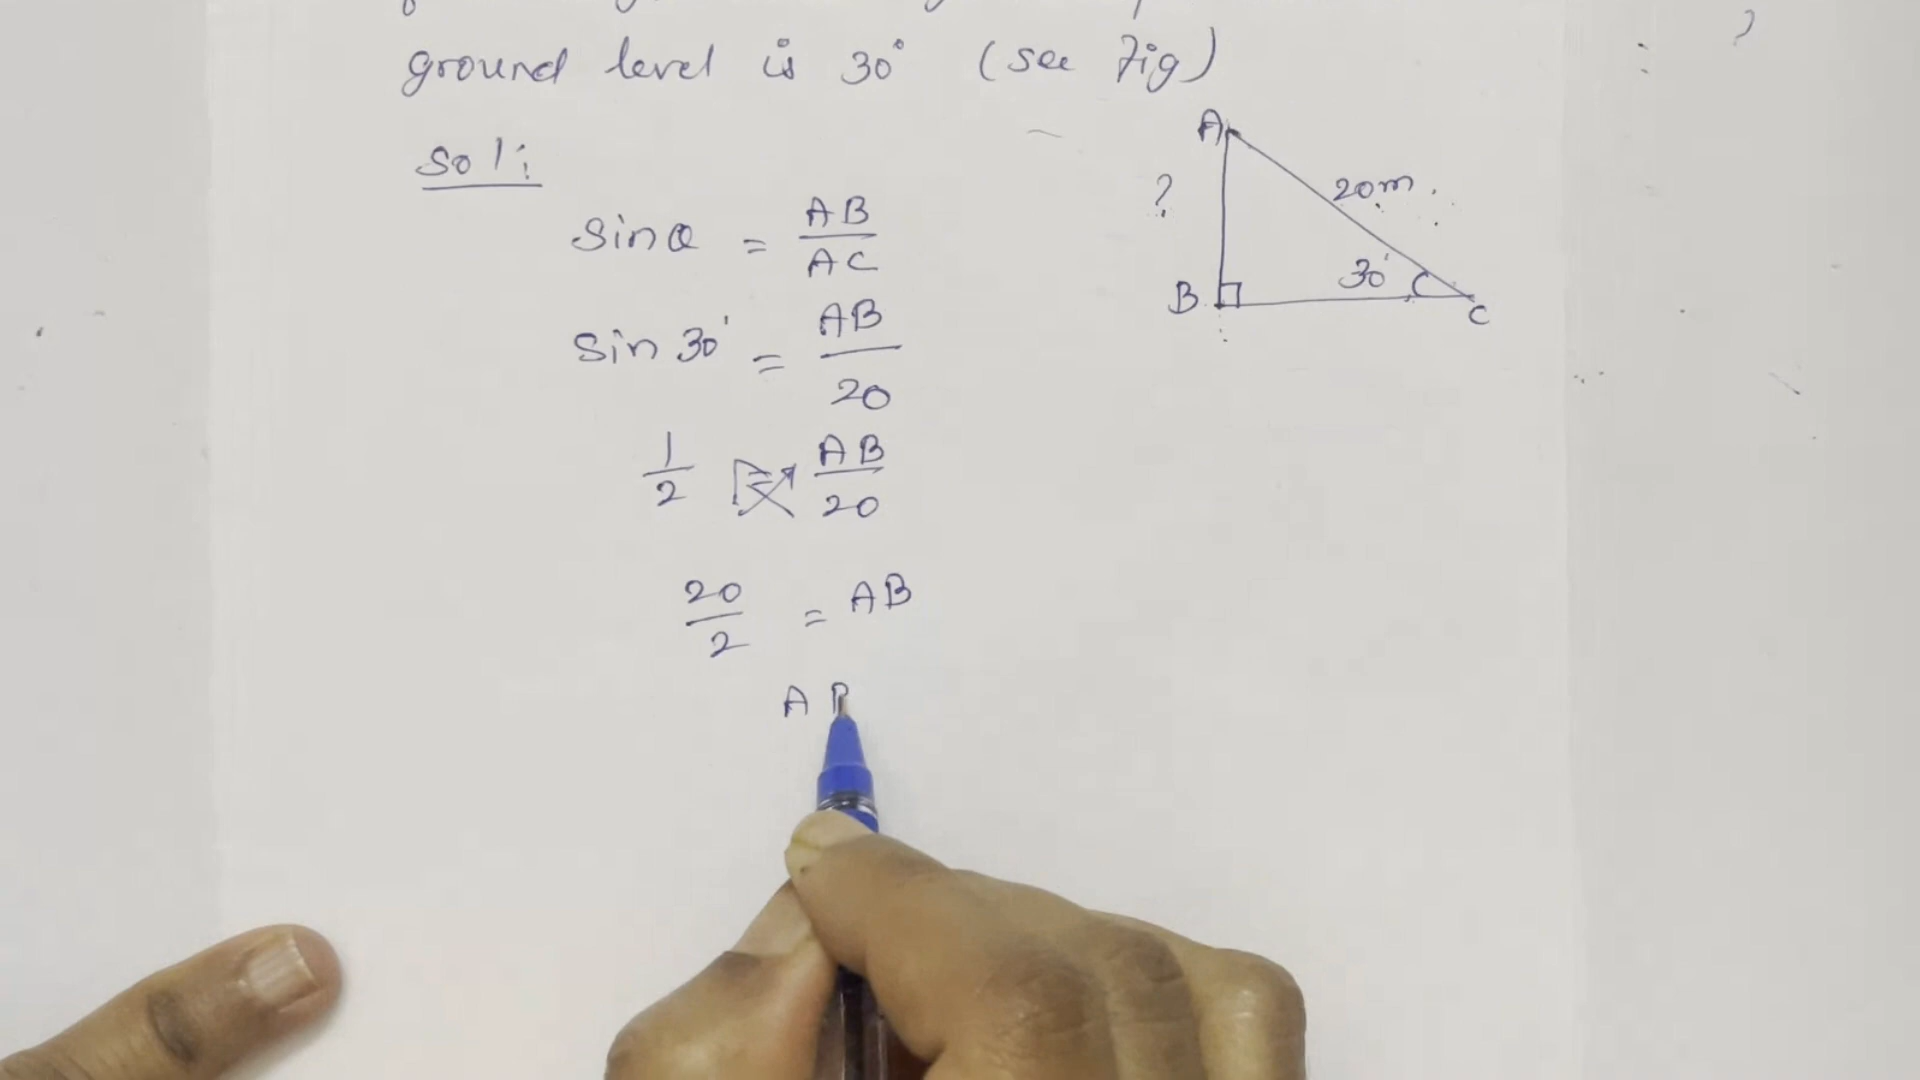 ground level is 30° (see Fig)
Sol:
sinθ = AB/AC
sin 30° = AB/20
1/2 = AB/20
20/2 = AB
A B
A
?
20m.
30°
B
C